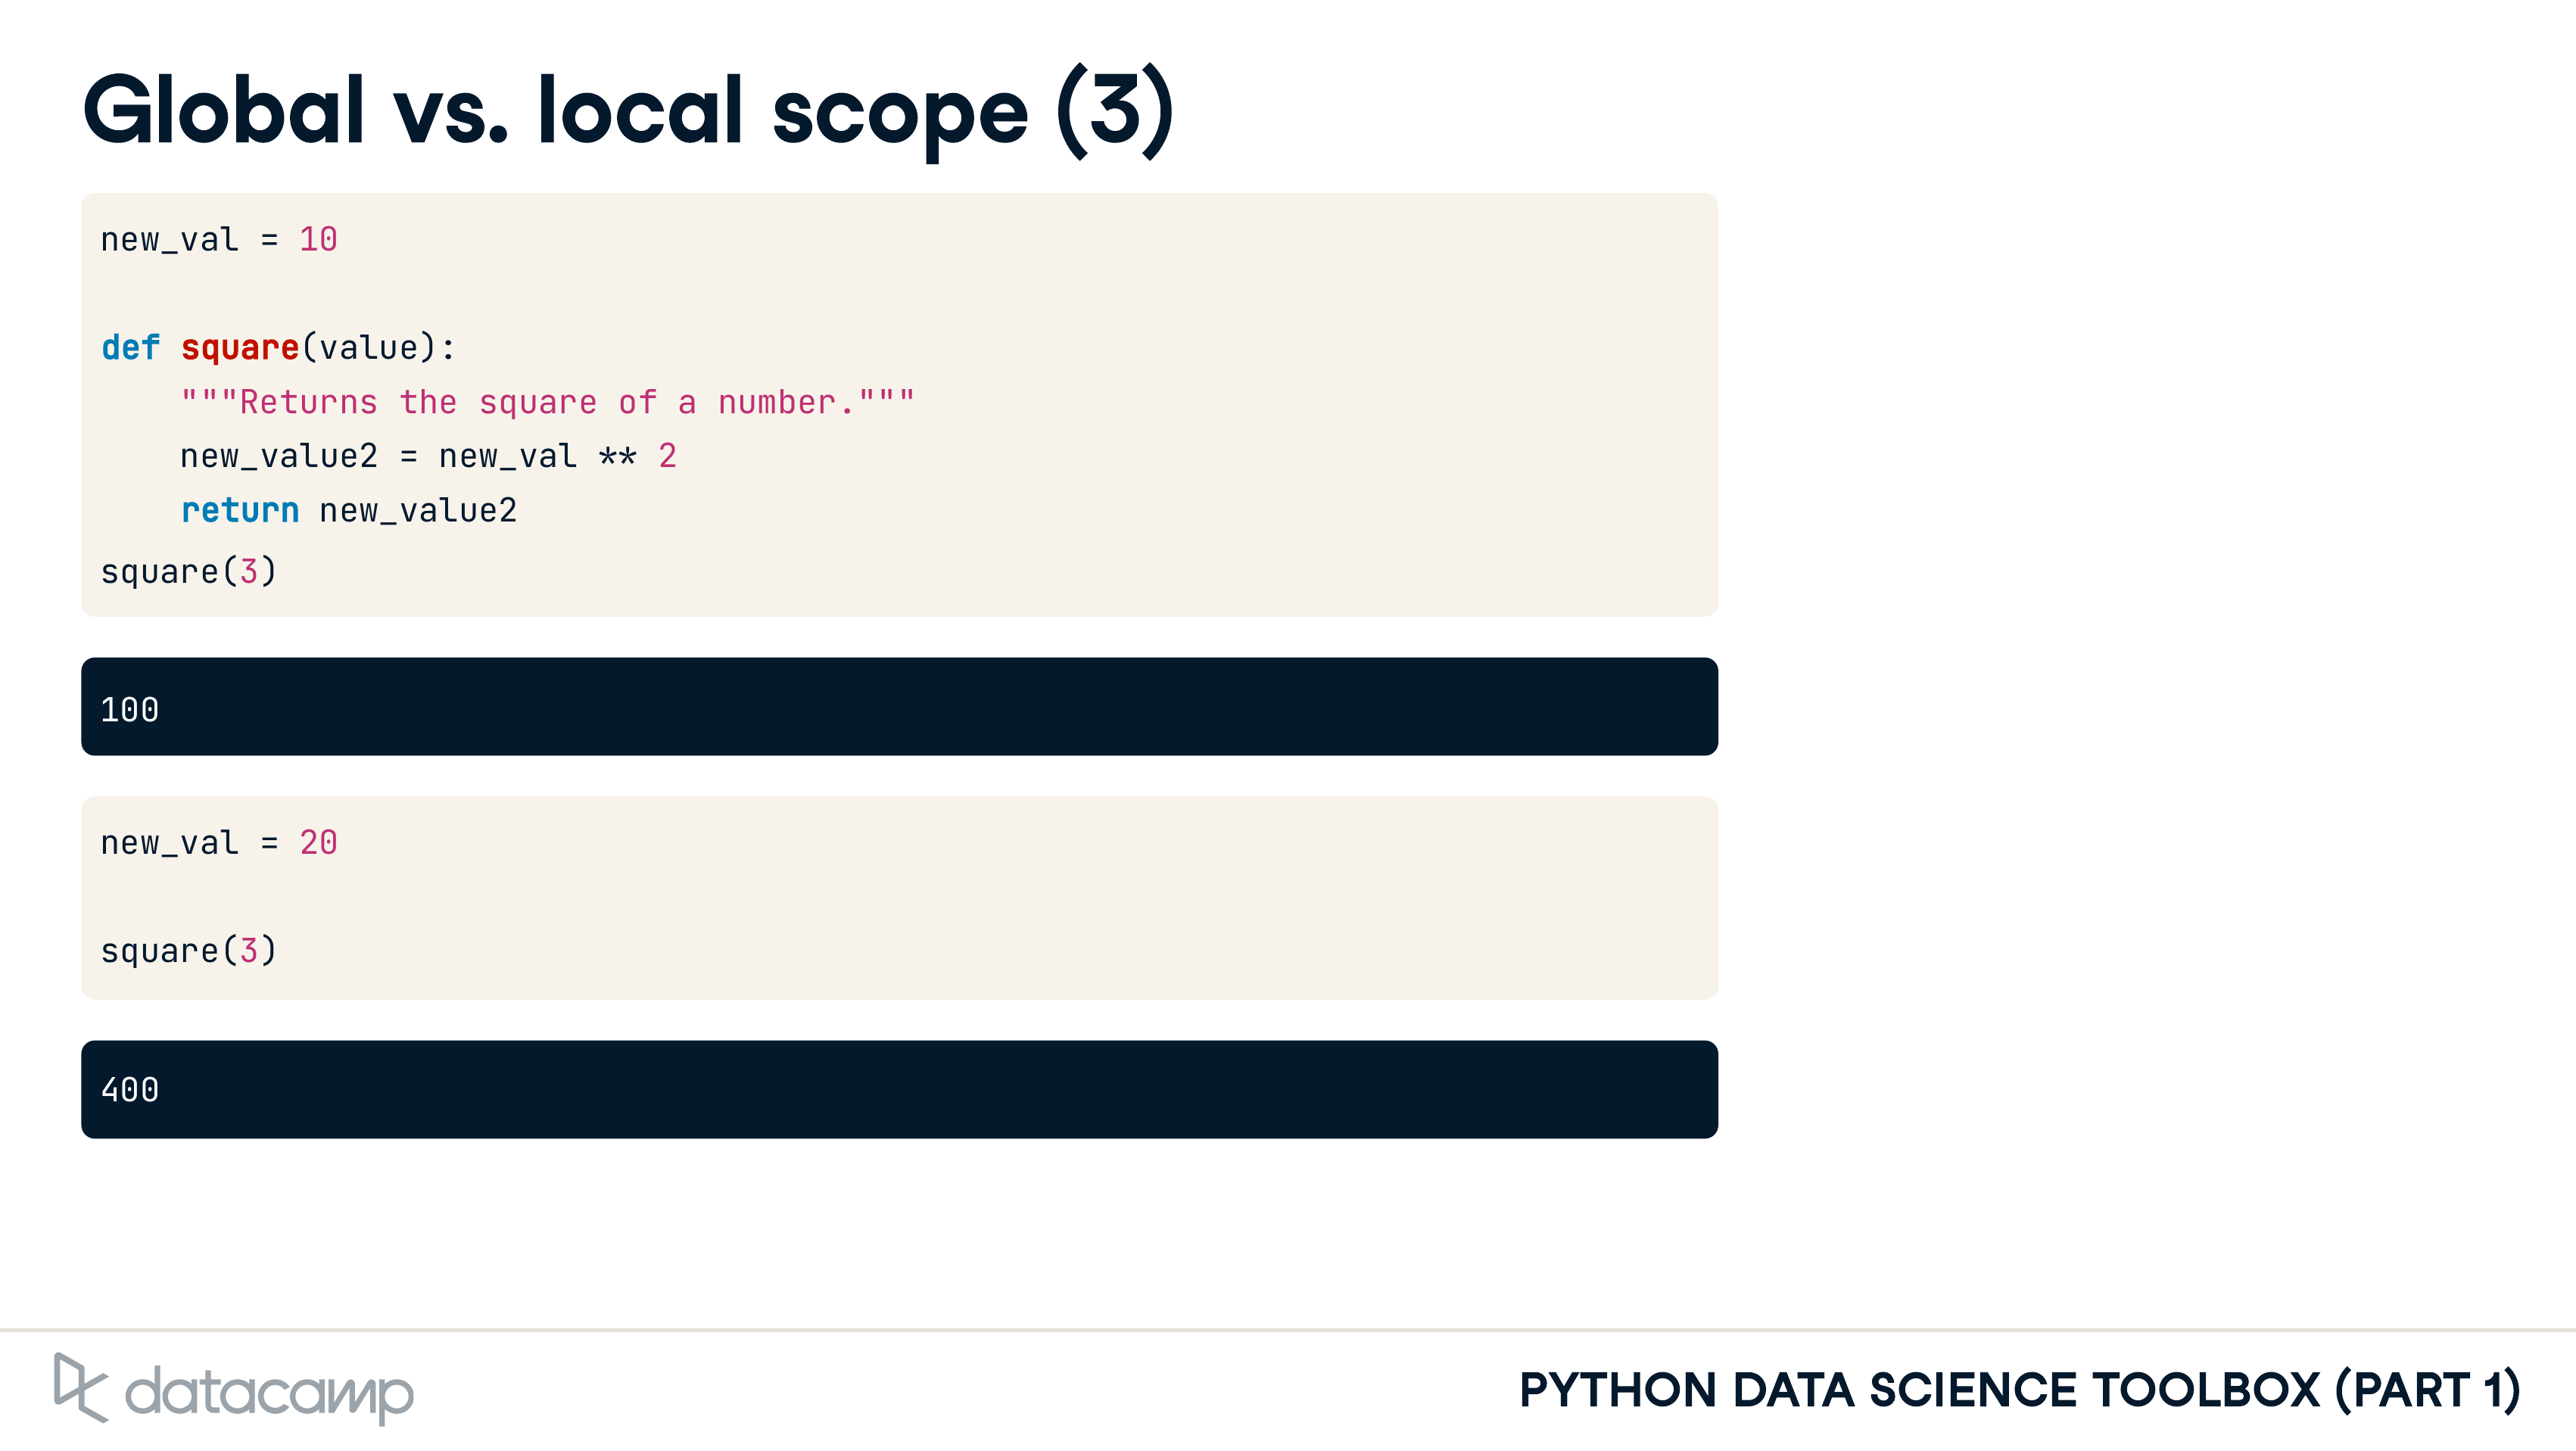 Global vs. local scope (3)
new_val = 10
def square(value):
    """Returns the square of a number."""
    new_value2 = new_val ** 2
    return new_value2
square(3)
100
new_val = 20
square(3)
400
datacamp
PYTHON DATA SCIENCE TOOLBOX (PART 1)